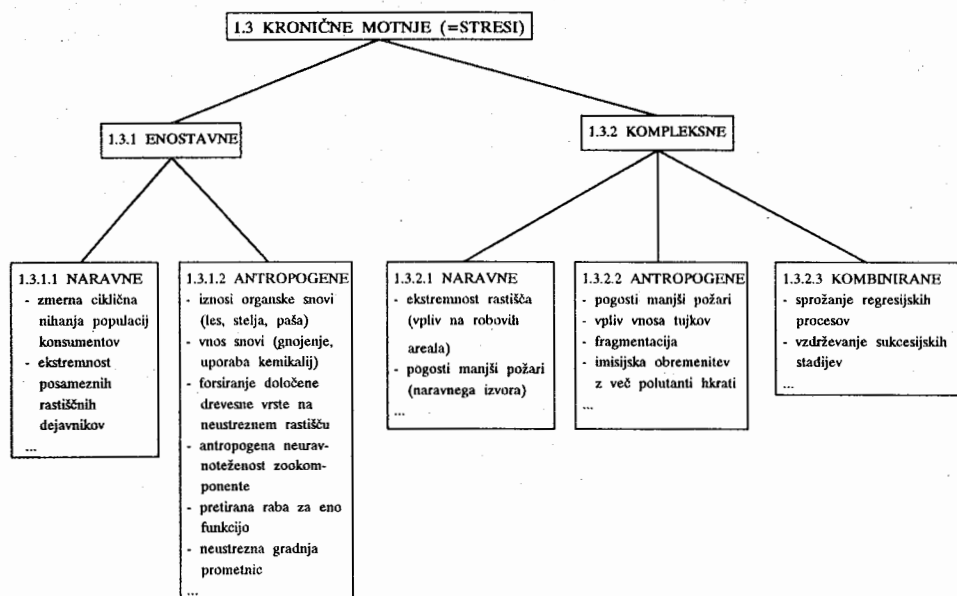 1.3 KRONIČNE MOTNJE (=STRESI)
1.3.1 ENOSTAVNE
1.3.2 KOMPLEKSNE
1.3.1.1 NARAVNE
- zmerna ciklična
nihanja populacij
konsumentov
- ekstremnost
posameznih
rastiščnih
dejavnikov
...
1.3.1.2 ANTROPOGENE
- iznosi organske snovi
(les, stelja, paša)
- vnos snovi (gnojenje,
uporaba kemikalij)
- forsiranje določene
drevesne vrste na
neustreznem rastišču
- antropogena neurav-
noteženost zookom-
ponente
- pretirana raba za eno
funkcijo
- neustrezna gradnja
prometnic
...
1.3.2.1 NARAVNE
- ekstremnost rastišča
(vpliv na robovih
areala)
- pogosti manjši požari
(naravnega izvora)
...
1.3.2.2 ANTROPOGENE
- pogosti manjši požari
- vpliv vnosa tujkov
- fragmentacija
- imisijska obremenitev
z več polutanti hkrati
...
1.3.2.3 KOMBINIRANE
- sprožanje regresijskih
procesov
- vzdrževanje sukcesijskih
stadijev
...